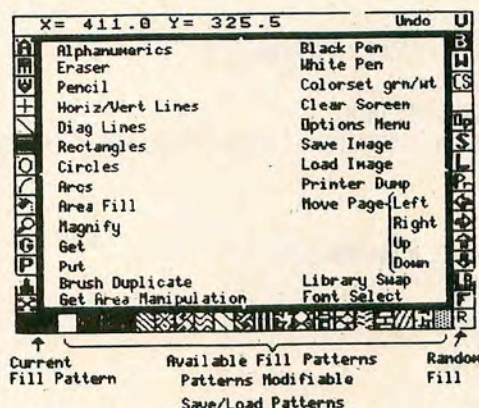 X= 411.0 Y= 325.5 Undo U
A Alphanumerics Black Pen B
Eraser White Pen W
Pencil Colorset grn/wt CS
Horiz/Vert Lines Clear Soreen
Diag Lines Options Menu Op
Rectangles Save Image S
Circles Load Image L
Arcs Printer Dump Pr
Area Fill Move Page Left
Magnify Right
G Get Up
P Put Down
Brush Duplicate Library Swap LB
Get Area Manipulation Font Select F
R
Current Available Fill Patterns Random
Fill Pattern Patterns Modifiable Fill
Save/Load Patterns